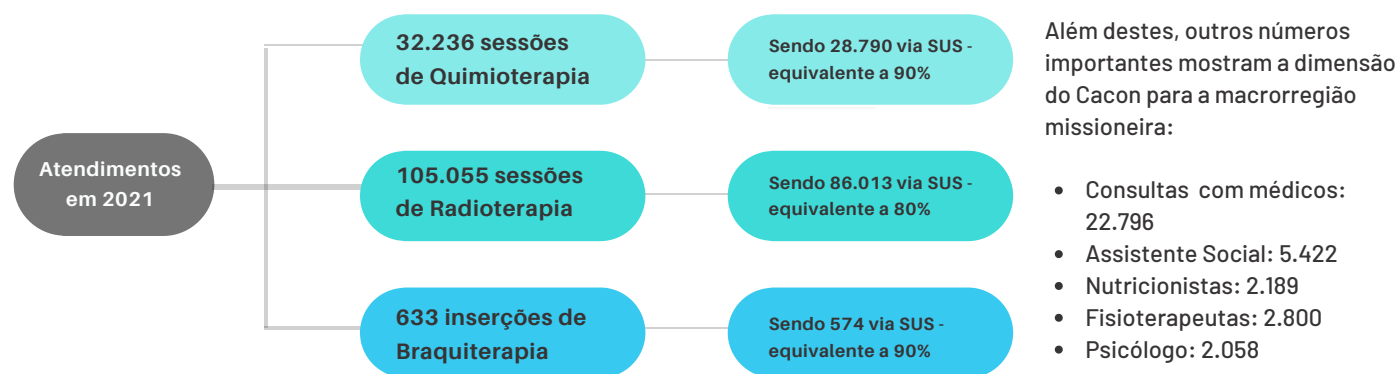 Atendimentos
em 2021
32.236 sessões
de Quimioterapia
Sendo 28.790 via SUS -
equivalente a 90%
105.055 sessões
de Radioterapia
Sendo 86.013 via SUS -
equivalente a 80%
633 inserções de
Braquiterapia
Sendo 574 via SUS -
equivalente a 90%
Além destes, outros números
importantes mostram a dimensão
do Cacon para a macrorregião
missioneira:
• Consultas com médicos:
22.796
• Assistente Social: 5.422
• Nutricionistas: 2.189
• Fisioterapeutas: 2.800
• Psicólogo: 2.058